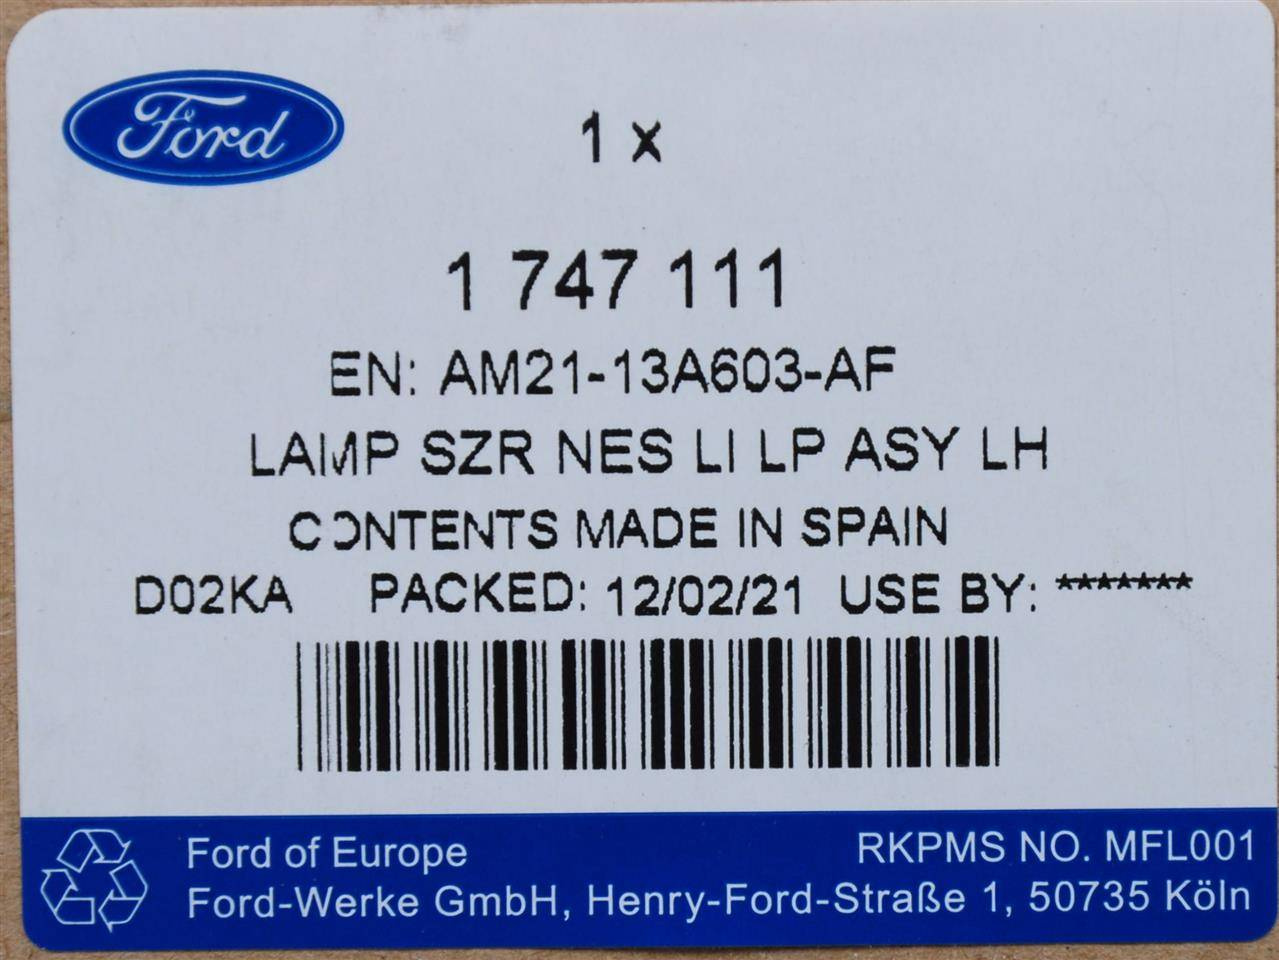 Ford
1 x
1 747 111
EN: AM21-13A603-AF
LAMP SZR NES LI LP ASY LH
CONTENTS MADE IN SPAIN
D02KA PACKED: 12/02/21 USE BY: *******
Ford of Europe RKPMS NO. MFL001
Ford-Werke GmbH, Henry-Ford-Straße 1, 50735 Köln